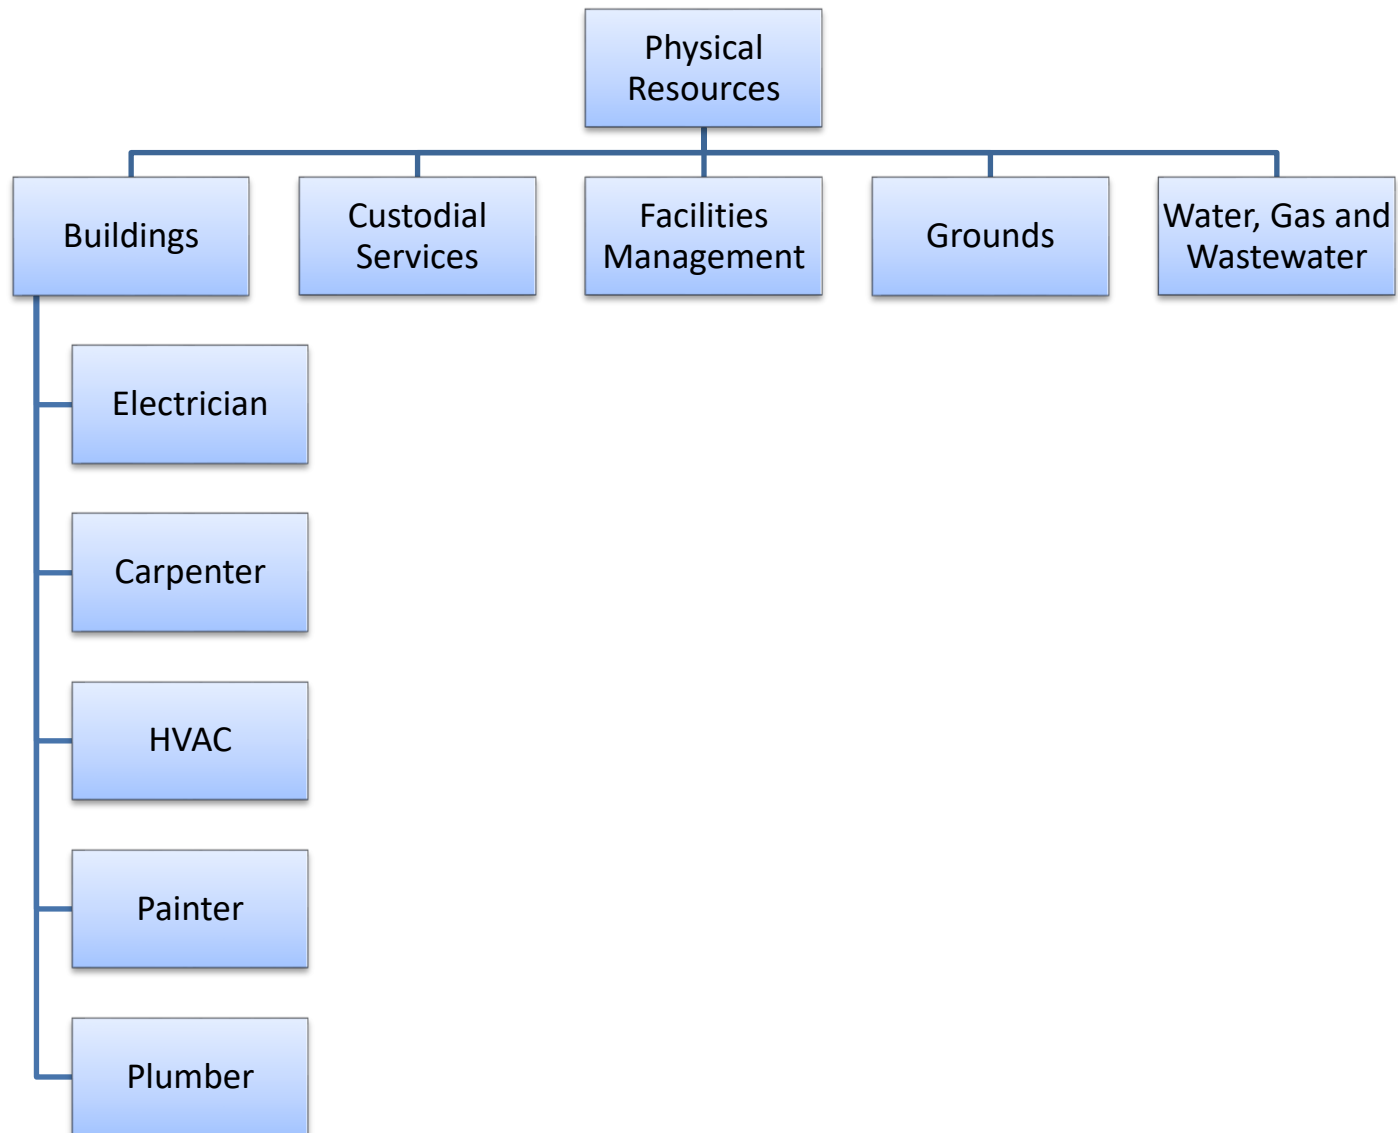 Physical
Resources
Buildings
Custodial
Services
Facilities
Management
Grounds
Water, Gas and
Wastewater
Electrician
Carpenter
HVAC
Painter
Plumber